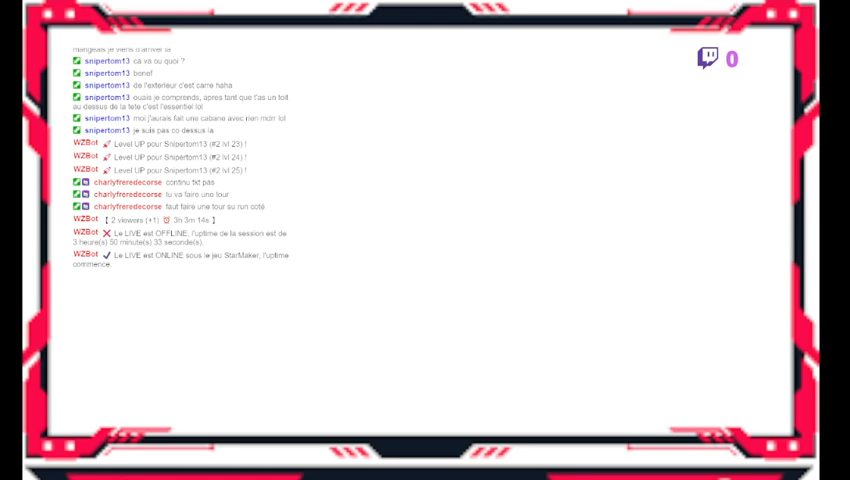 mangeais je viens d'arriver la
snipertom13 ca va ou quoi ?
snipertom13 bonef
snipertom13 de l'exterieur c'est carre haha
snipertom13 ouais je comprends, apres tant que t'as un toit
au dessus de la tete c'est l'essentiel lol
snipertom13 moi j'aurais fait une cabane avec rien mdrr lol
snipertom13 je suis pas co dessus la
WZBot Level UP pour Snipertom13 (#2 lvl 23) !
WZBot Level UP pour Snipertom13 (#2 lvl 24) !
WZBot Level UP pour Snipertom13 (#2 lvl 25) !
charlyfreredecorse continu tkt pas
charlyfreredecorse tu va faire une tour
charlyfreredecorse faut faire une tour su run coté
WZBot 【 2 viewers (+1) ⏰ 3h 3m 14s 】
WZBot ❌ Le LIVE est OFFLINE, l'uptime de la session est de
3 heure(s) 50 minute(s) 33 seconde(s).
WZBot ✔ Le LIVE est ONLINE sous le jeu StarMaker, l'uptime
commence.
0